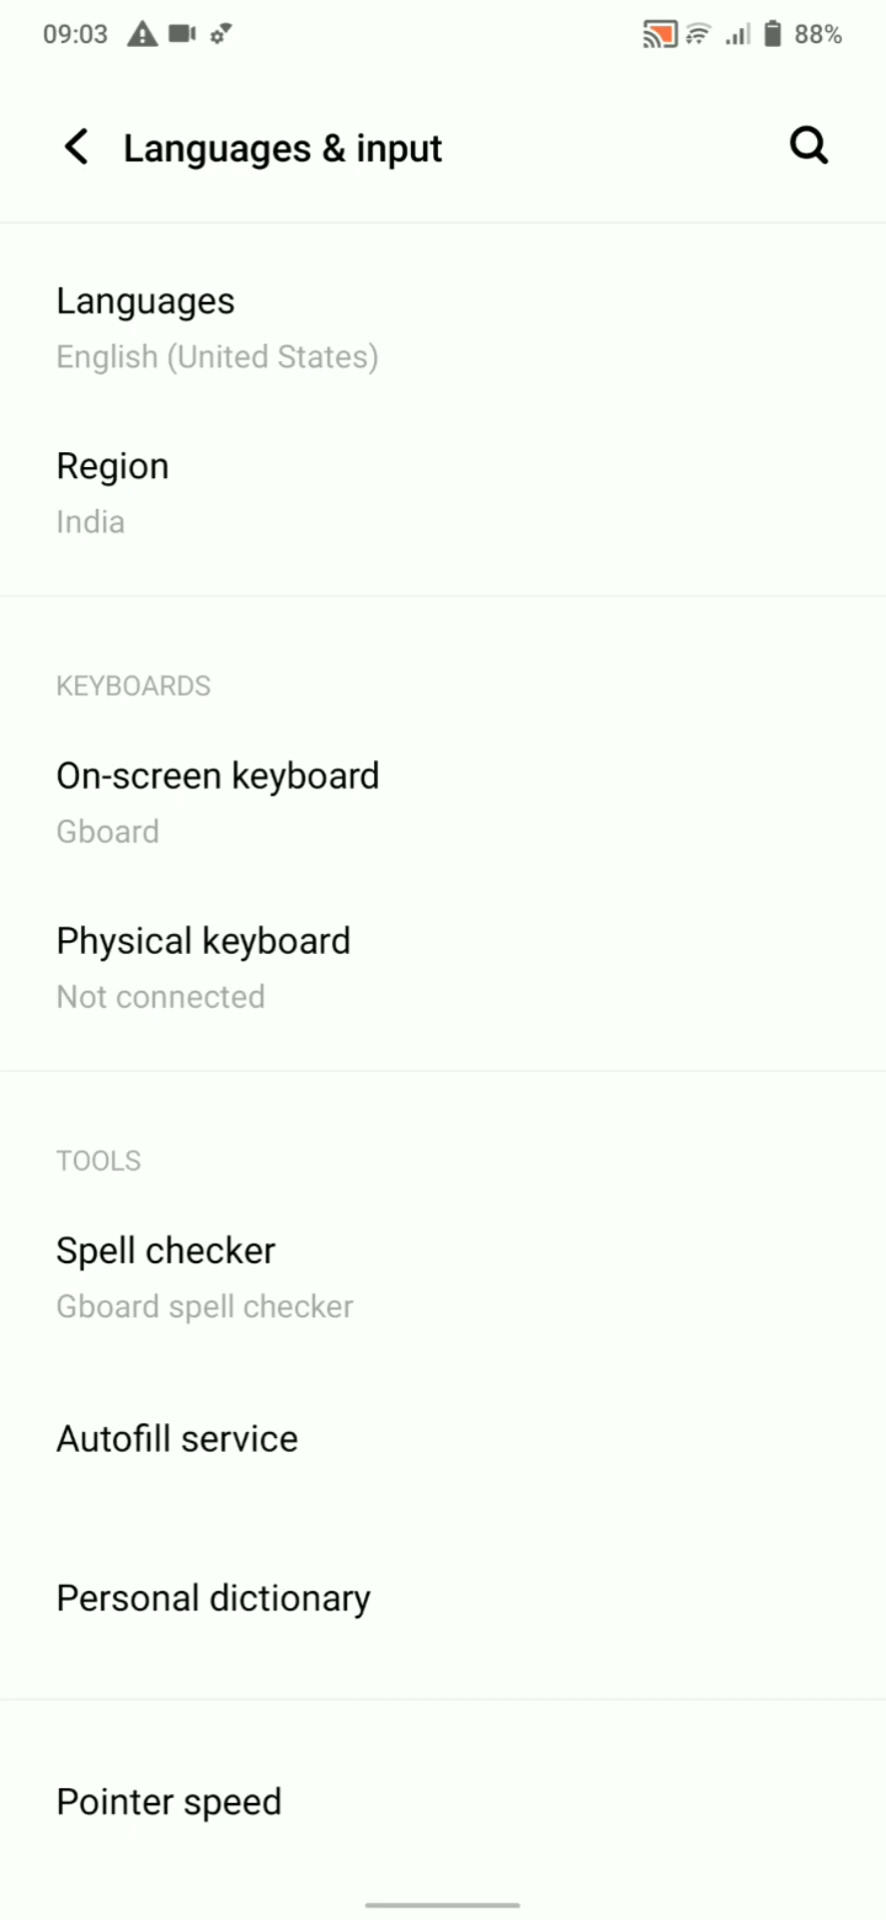 09:03 88%
Languages & input
Languages
English (United States)
Region
India
KEYBOARDS
On-screen keyboard
Gboard
Physical keyboard
Not connected
TOOLS
Spell checker
Gboard spell checker
Autofill service
Personal dictionary
Pointer speed